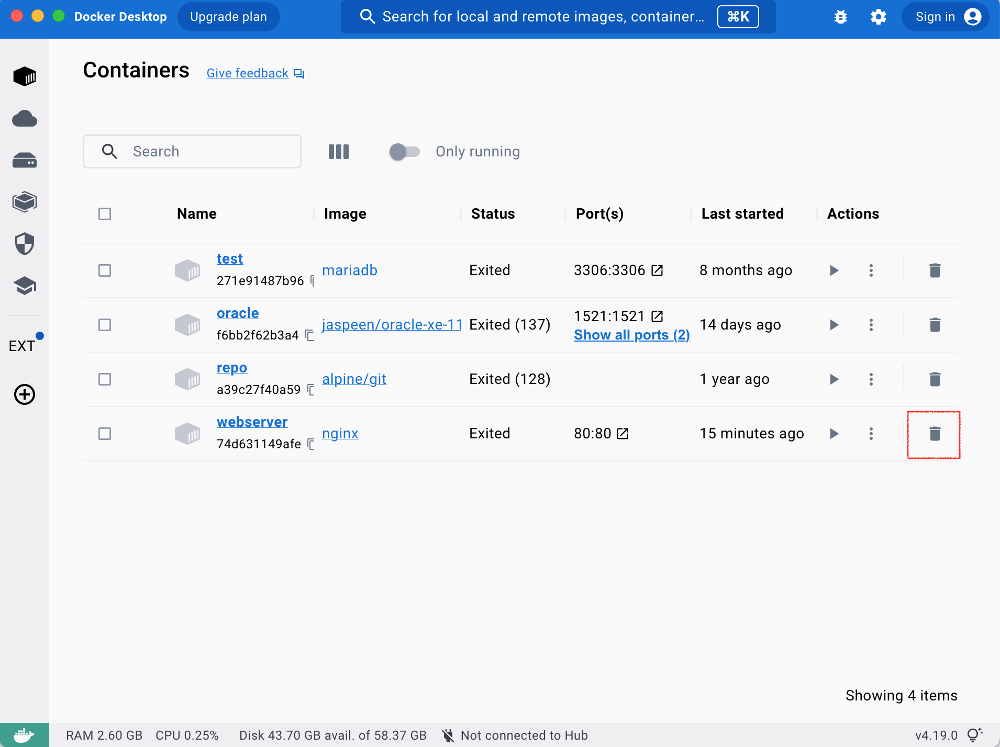 Docker Desktop Upgrade plan Search for local and remote images, container... ⌘K Sign in
Containers Give feedback
Search Only running
Name Image Status Port(s) Last started Actions
test
271e91487b96 mariadb Exited 3306:3306 8 months ago
oracle
f6bb2f62b3a4 jaspeen/oracle-xe-11 Exited (137) 1521:1521 14 days ago
Show all ports (2)
repo
a39c27f40a59 alpine/git Exited (128) 1 year ago
webserver
74d631149afe nginx Exited 80:80 15 minutes ago
EXT
Showing 4 items
RAM 2.60 GB CPU 0.25% Disk 43.70 GB avail. of 58.37 GB Not connected to Hub v4.19.0